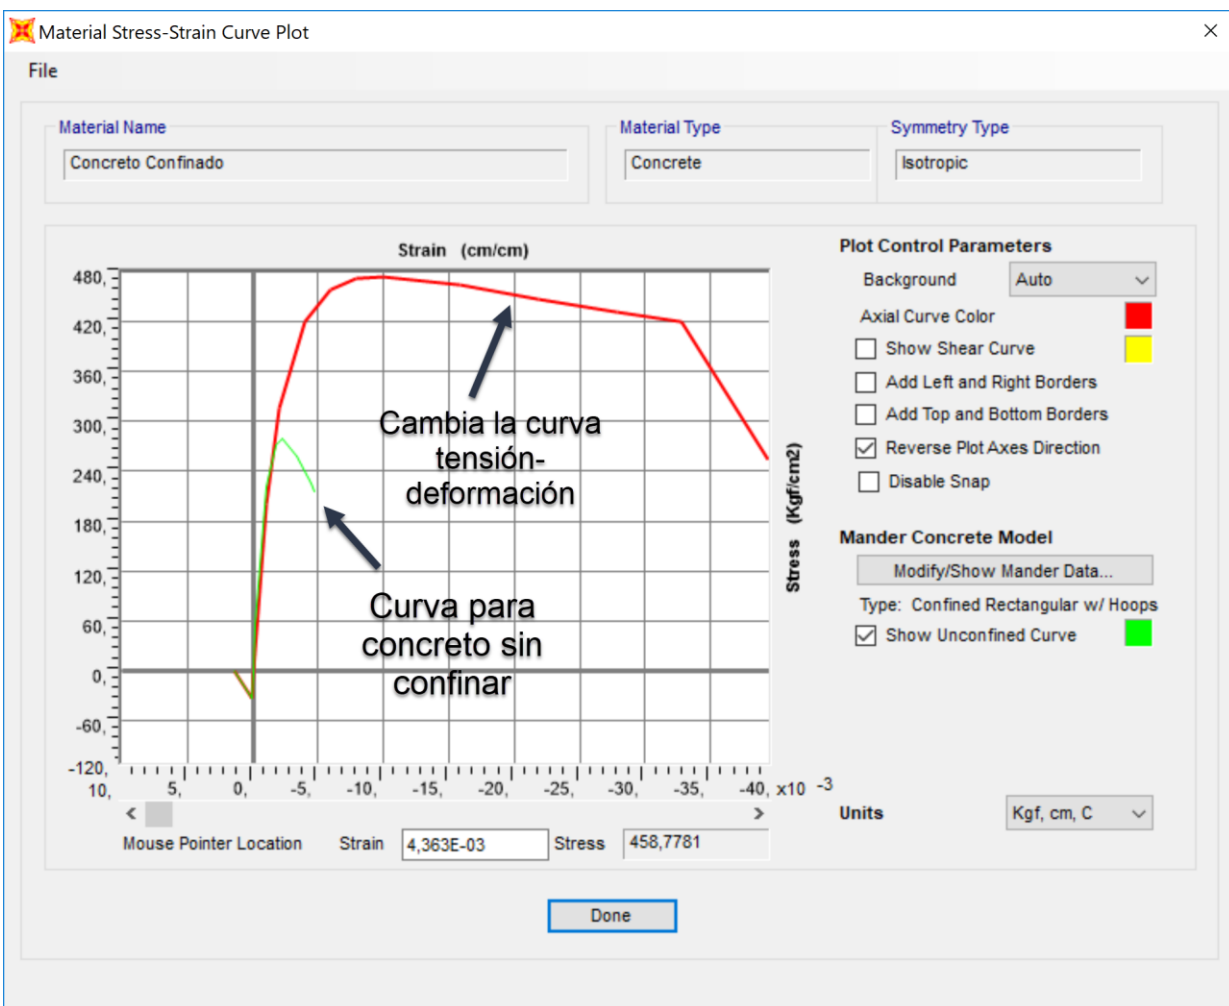 Material Stress-Strain Curve Plot
File
Material Name
Material Type
Symmetry Type
Concreto Confinado
Concrete
Isotropic
Strain (cm/cm)
480,
420,
360,
300,
240,
180,
120,
60,
0,
-60,
-120,
10, 5, 0, -5, -10, -15, -20, -25, -30, -35, -40, x10 -3
Stress (Kgf/cm2)
Cambia la curva
tensión-
deformación
Curva para
concreto sin
confinar
Mouse Pointer Location Strain 4,363E-03 Stress 458,7781
Plot Control Parameters
Background Auto
Axial Curve Color
Show Shear Curve
Add Left and Right Borders
Add Top and Bottom Borders
Reverse Plot Axes Direction
Disable Snap
Mander Concrete Model
Modify/Show Mander Data...
Type: Confined Rectangular w/ Hoops
Show Unconfined Curve
Units Kgf, cm, C
Done